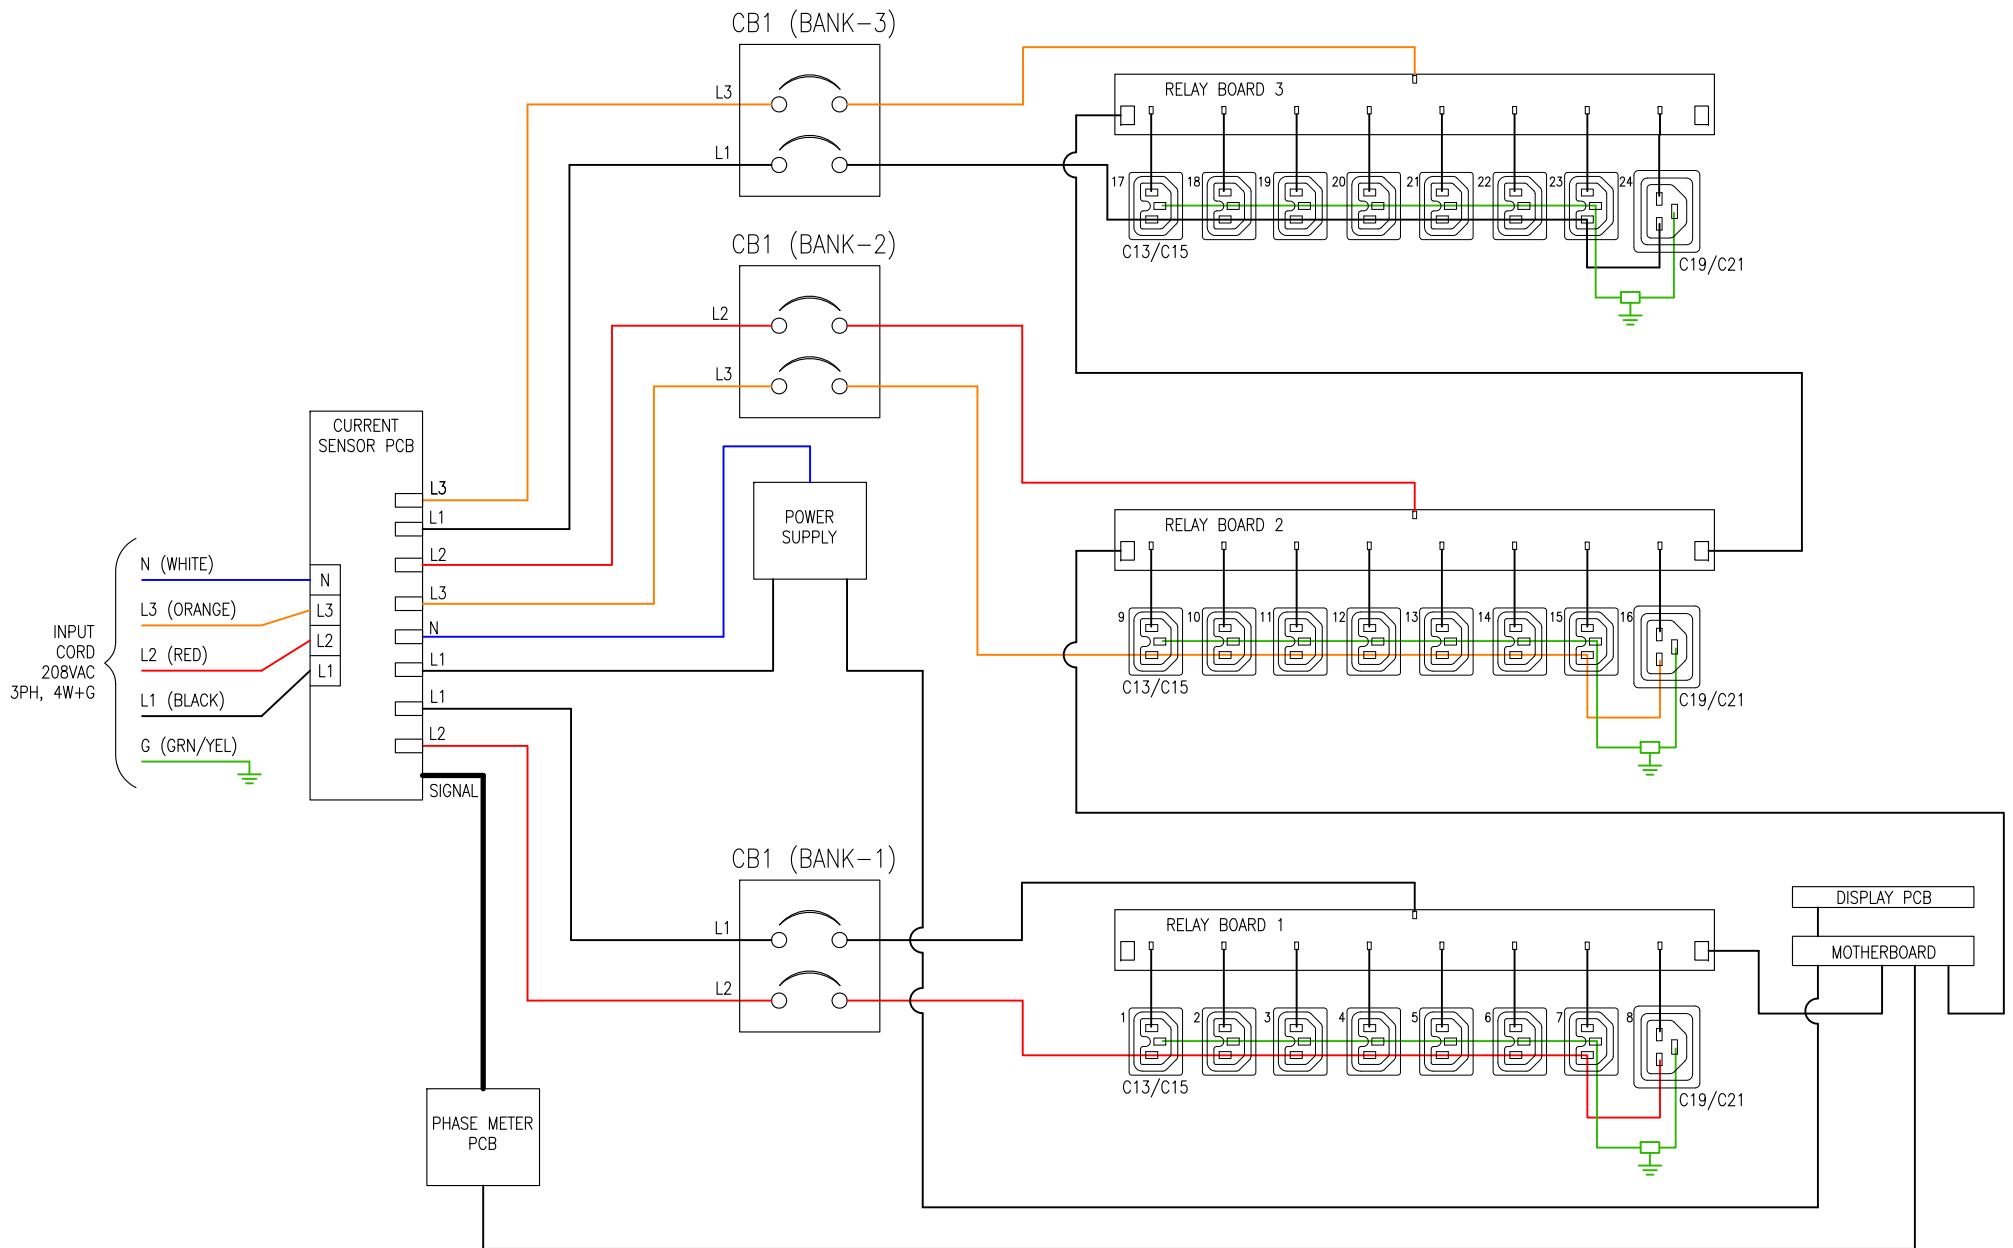 CB1 (BANK-3)
L3
L1
RELAY BOARD 3
17
18
19
20
21
22
23
24
C13/C15
C19/C21
CB1 (BANK-2)
L2
L3
CURRENT
SENSOR PCB
L3
L1
L2
L3
N
L1
L1
L2
SIGNAL
POWER
SUPPLY
RELAY BOARD 2
9
10
11
12
13
14
15
16
C13/C15
C19/C21
INPUT
CORD
208VAC
3PH, 4W+G
N (WHITE)
L3 (ORANGE)
L2 (RED)
L1 (BLACK)
G (GRN/YEL)
N
L3
L2
L1
CB1 (BANK-1)
L1
L2
RELAY BOARD 1
1
2
3
4
5
6
7
8
C13/C15
C19/C21
DISPLAY PCB
MOTHERBOARD
PHASE METER
PCB